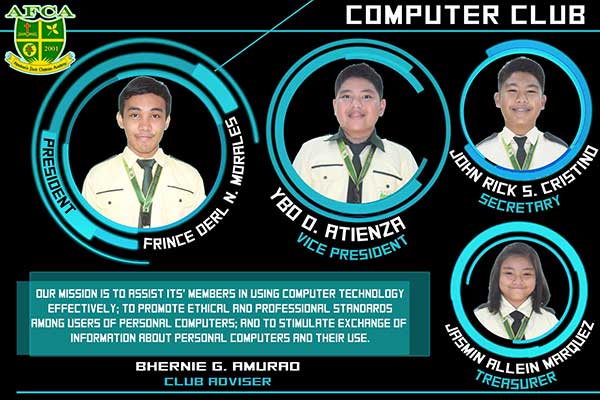 AFCA
COMPUTER CLUB
2001
PRESIDENT
FRINCE DERL N. MORALES
YBO O. ATIENZA
VICE PRESIDENT
JOHN RICK S. CRISTINO
SECRETARY
JASMIN ALLEIN MARQUEZ
TREASURER
OUR MISSION IS TO ASSIST ITS' MEMBERS IN USING COMPUTER TECHNOLOGY
EFFECTIVELY; TO PROMOTE ETHICAL AND PROFESSIONAL STANDARDS
AMONG USERS OF PERSONAL COMPUTERS; AND TO STIMULATE EXCHANGE OF
INFORMATION ABOUT PERSONAL COMPUTERS AND THEIR USE.
BHERNIE G. AMURAO
CLUB ADVISER